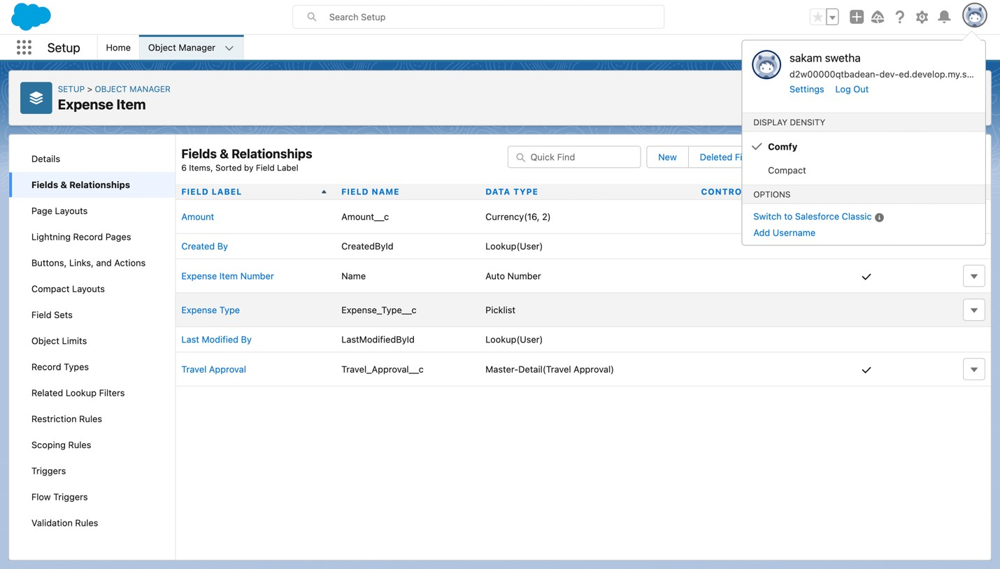 Search Setup
Setup Home Object Manager
sakam swetha
d2w00000qtbadean-dev-ed.develop.my.s...
Settings Log Out
DISPLAY DENSITY
Comfy
Compact
OPTIONS
Switch to Salesforce Classic
Add Username
SETUP > OBJECT MANAGER
Expense Item
Details
Fields & Relationships
Page Layouts
Lightning Record Pages
Buttons, Links, and Actions
Compact Layouts
Field Sets
Object Limits
Record Types
Related Lookup Filters
Restriction Rules
Scoping Rules
Triggers
Flow Triggers
Validation Rules
Fields & Relationships
6 Items, Sorted by Field Label
Quick Find New Deleted Fi
FIELD LABEL FIELD NAME DATA TYPE CONTRO
Amount Amount__c Currency(16, 2)
Created By CreatedById Lookup(User)
Expense Item Number Name Auto Number
Expense Type Expense_Type__c Picklist
Last Modified By LastModifiedById Lookup(User)
Travel Approval Travel_Approval__c Master-Detail(Travel Approval)